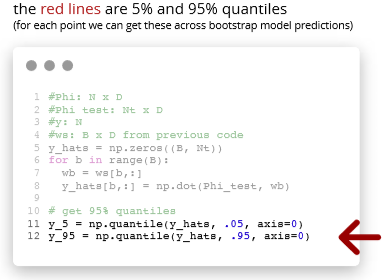 the red lines are 5% and 95% quantiles
(for each point we can get these across bootstrap model predictions)
1 #Phi: N x D
2 #Phi test: Nt x D
3 #y: N
4 #ws: B x D from previous code
5 y_hats = np.zeros((B, Nt))
6 for b in range(B):
7 wb = ws[b,:]
8 y_hats[b,:] = np.dot(Phi_test, wb)
9
10 # get 95% quantiles
11 y_5 = np.quantile(y_hats, .05, axis=0)
12 y_95 = np.quantile(y_hats, .95, axis=0)